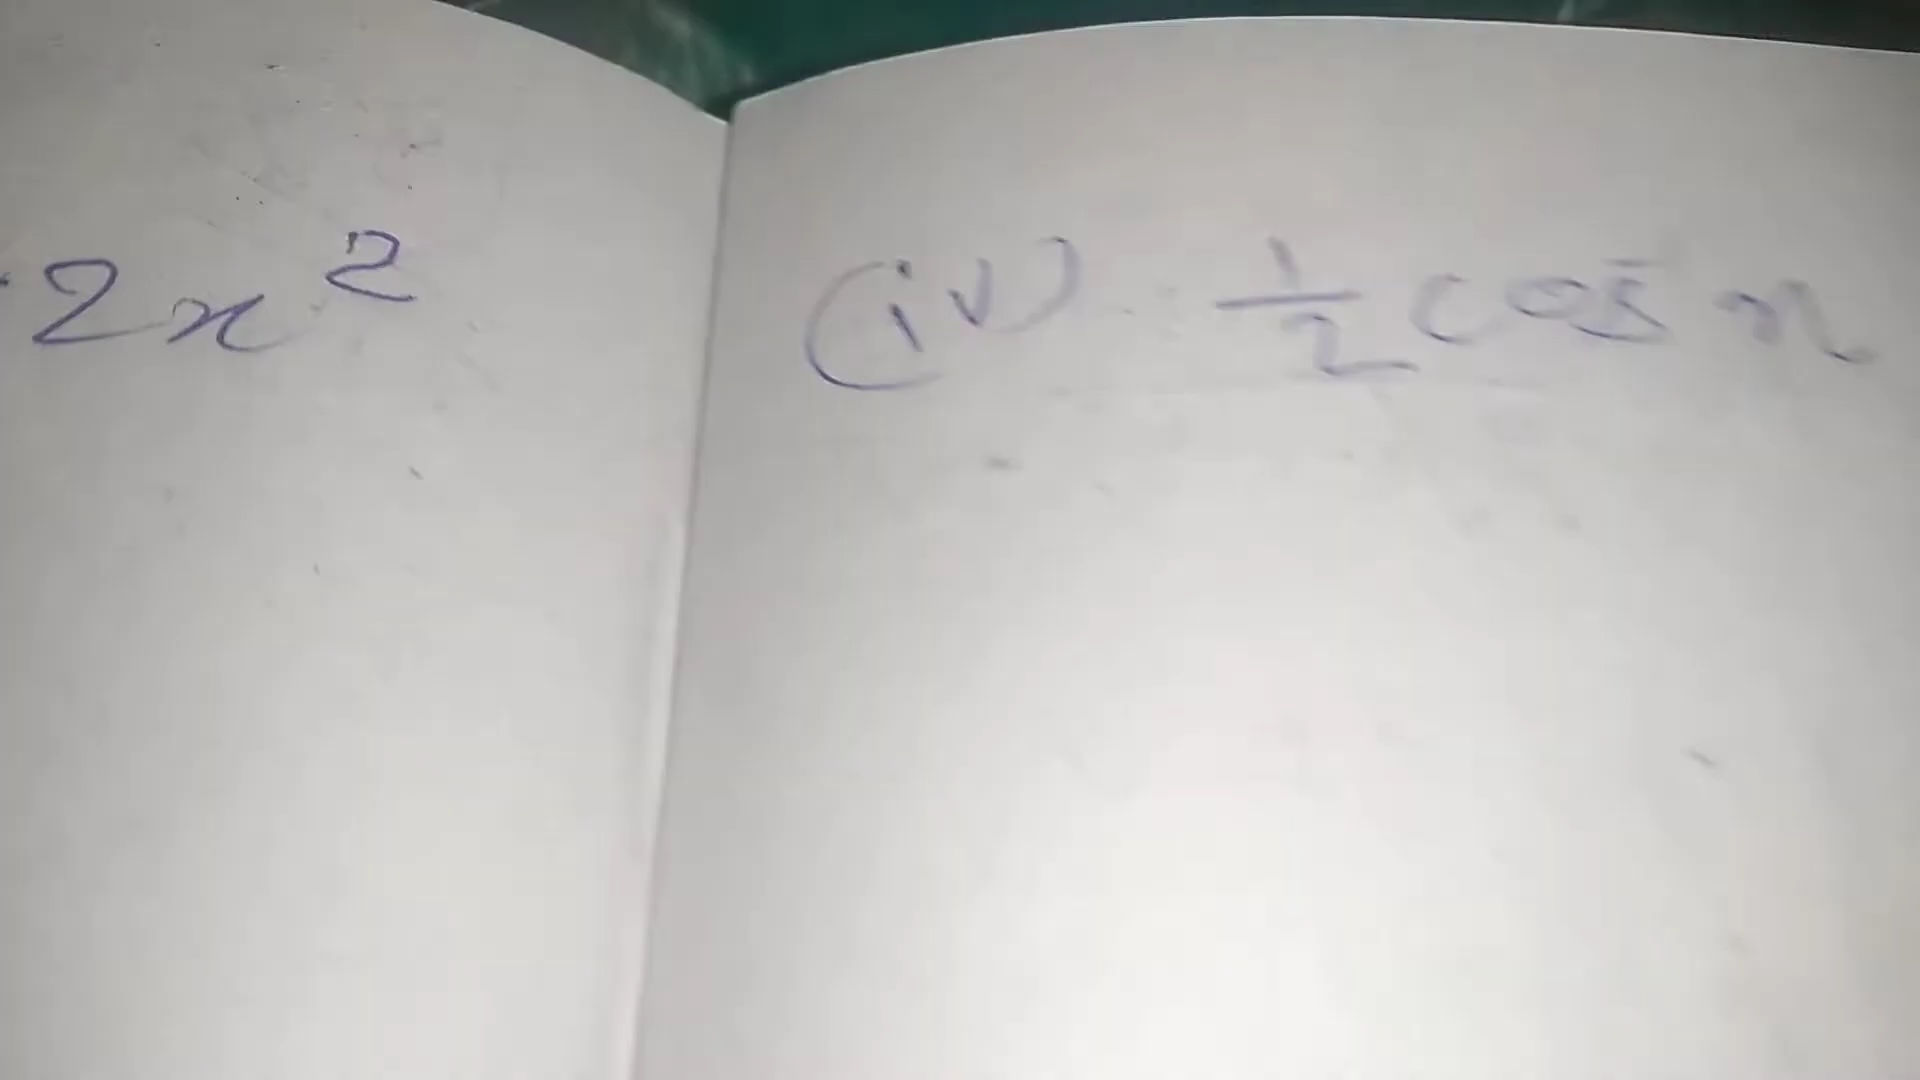 2x²
(iv) 1/2 cos x